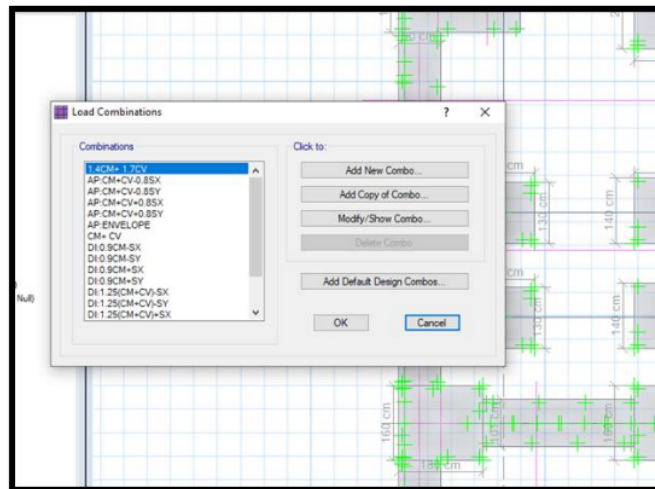 Load Combinations
? ×
Combinations
1.4CM+ 1.7CV
AP:CM+CV-0.8SX
AP:CM+CV-0.8SY
AP:CM+CV+0.8SX
AP:CM+CV+0.8SY
AP:ENVELOPE
CM+ CV
DI:0.9CM-SX
DI:0.9CM-SY
DI:0.9CM+SX
DI:0.9CM+SY
DI:1.25(CM+CV)-SX
DI:1.25(CM+CV)-SY
DI:1.25(CM+CV)+SX
Click to:
Add New Combo...
Add Copy of Combo...
Modify/Show Combo...
Delete Combo
Add Default Design Combos...
OK
Cancel
Null)
cm
130 cm
140 cm
cm
130 cm
140 cm
160 cm
180 cm